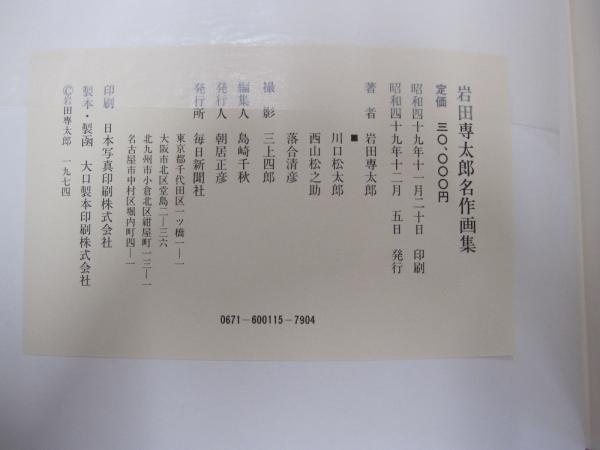 岩田専太郎名作画集
定価 三〇、〇〇〇円
昭和四十九年十一月二十日 印刷
昭和四十九年十二月 五日 発行
著者 岩田専太郎
■
川口松太郎
西山松之助
落合清彦
撮影 三上四郎
編集人 島崎千秋
発行人 朝居正彦
発行所 毎日新聞社
東京都千代田区一ツ橋一—一
大阪市北区堂島二—三六
北九州市小倉北区紺屋町一三—一
名古屋市中村区堀内町四—一
印刷 日本写真印刷株式会社
製本・製函 大口製本印刷株式会社
©岩田専太郎 一九七四
0671—600115—7904